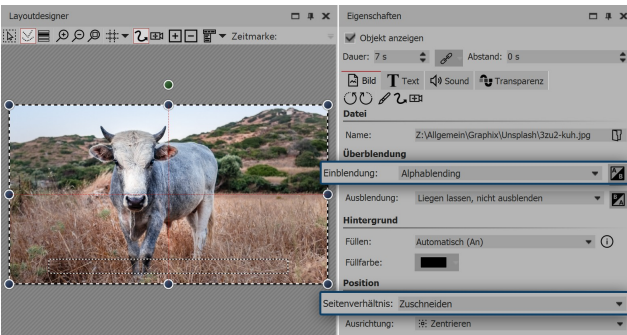 Layoutdesigner
Zeitmarke:
Eigenschaften
Objekt anzeigen
Dauer: 7 s Abstand: 0 s
Bild Text Sound Transparenz
Datei
Name: Z:\Allgemein\Graphix\Unsplash\3zu2-kuh.jpg
Überblendung
Einblendung: Alphablending
Ausblendung: Liegen lassen, nicht ausblenden
Hintergrund
Füllen: Automatisch (An)
Füllfarbe:
Position
Seitenverhältnis: Zuschneiden
Ausrichtung: Zentrieren